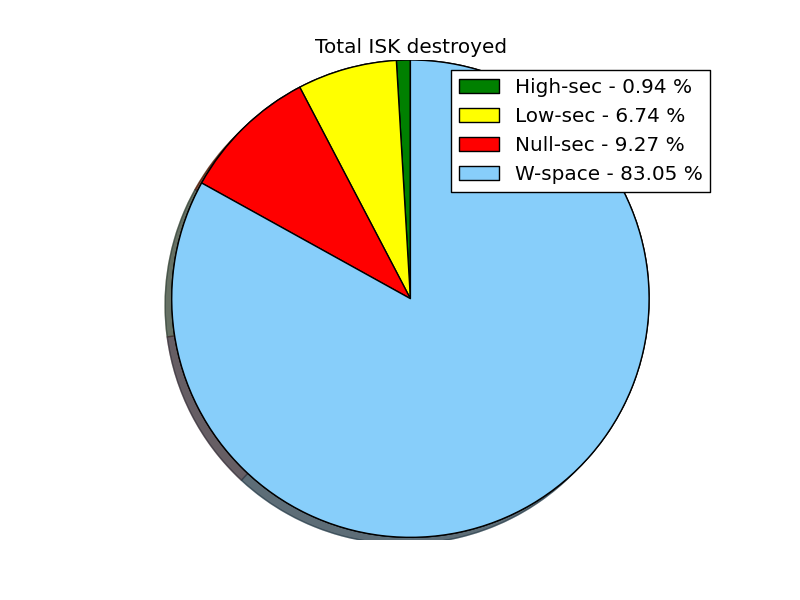 Total ISK destroyed
High-sec - 0.94 %
Low-sec - 6.74 %
Null-sec - 9.27 %
W-space - 83.05 %